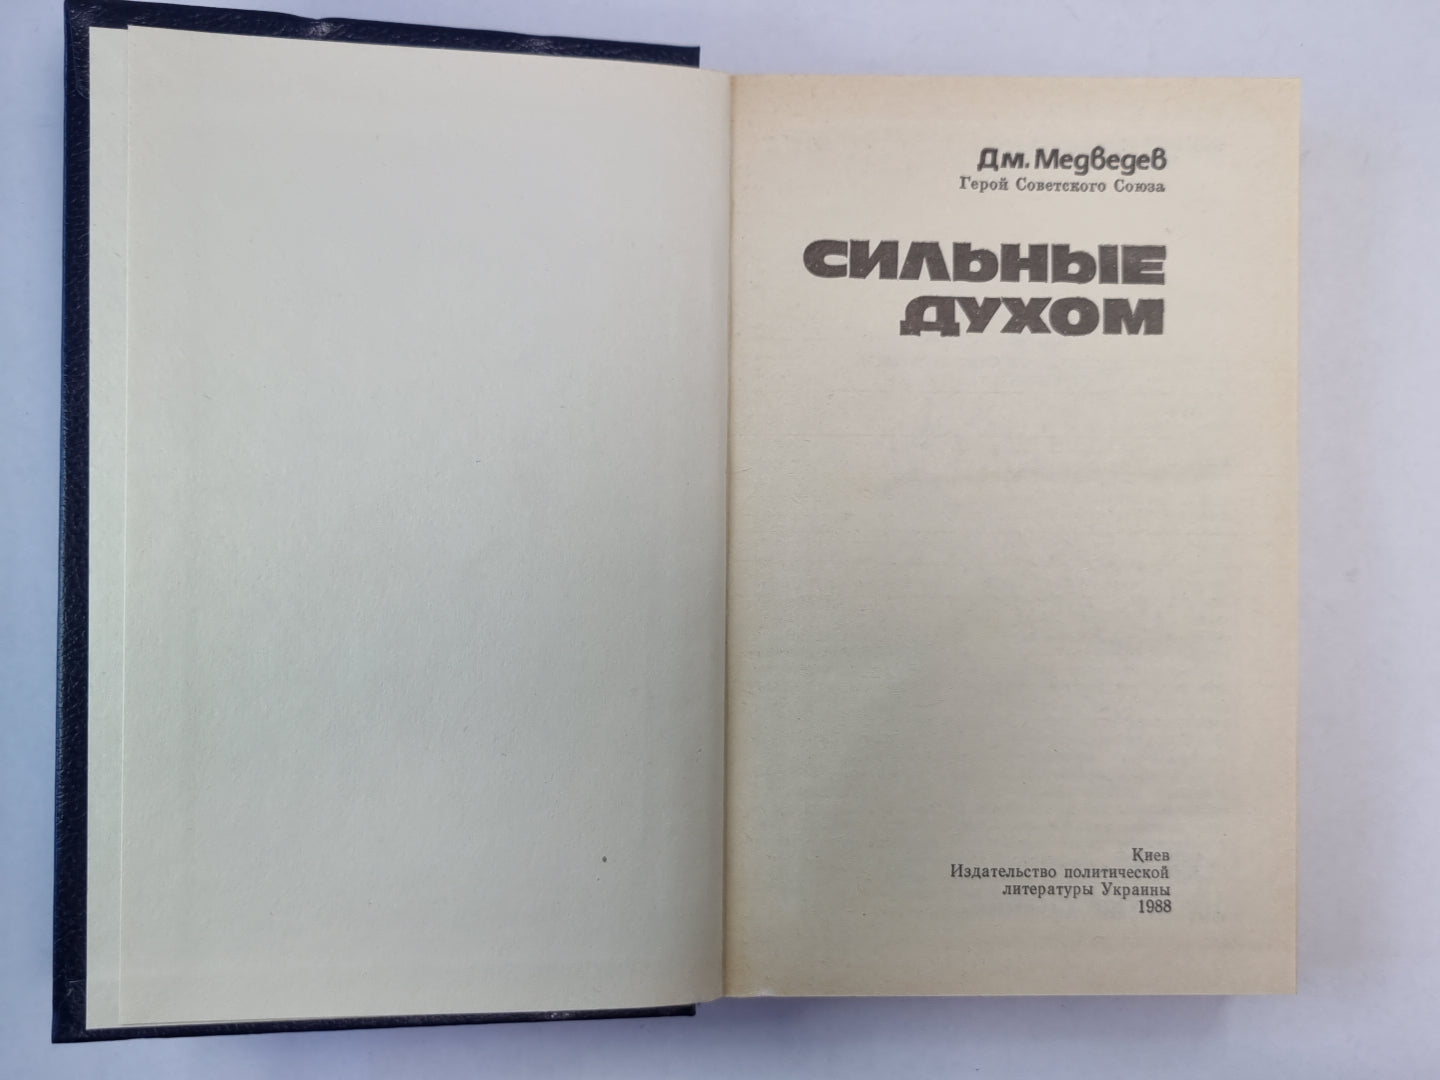 Дм. Медведев
Герой Советского Союза
СИЛЬНЫЕ
ДУХОМ
Киев
Издательство политической
литературы Украины
1988